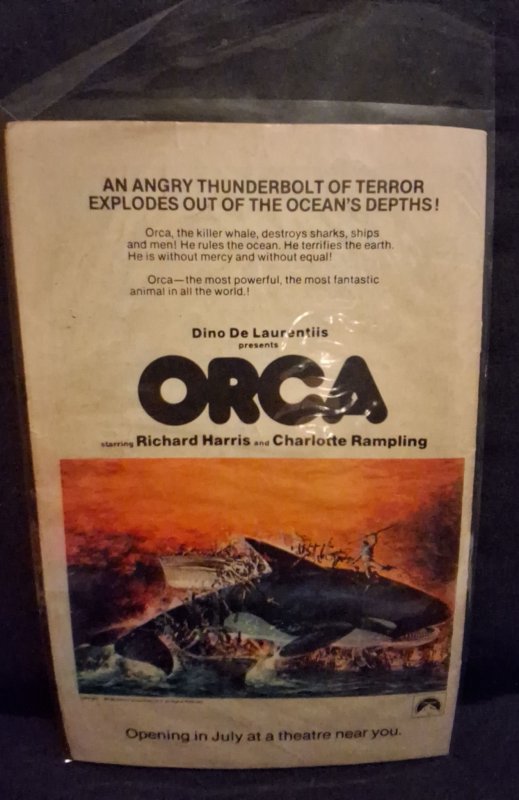 AN ANGRY THUNDERBOLT OF TERROR
EXPLODES OUT OF THE OCEAN'S DEPTHS!
Orca, the killer whale, destroys sharks, ships
and men! He rules the ocean. He terrifies the earth.
He is without mercy and without equal!
Orca—the most powerful, the most fantastic
animal in all the world.!
Dino De Laurentiis
presents
ORCA
starring Richard Harris and Charlotte Rampling
Opening in July at a theatre near you.